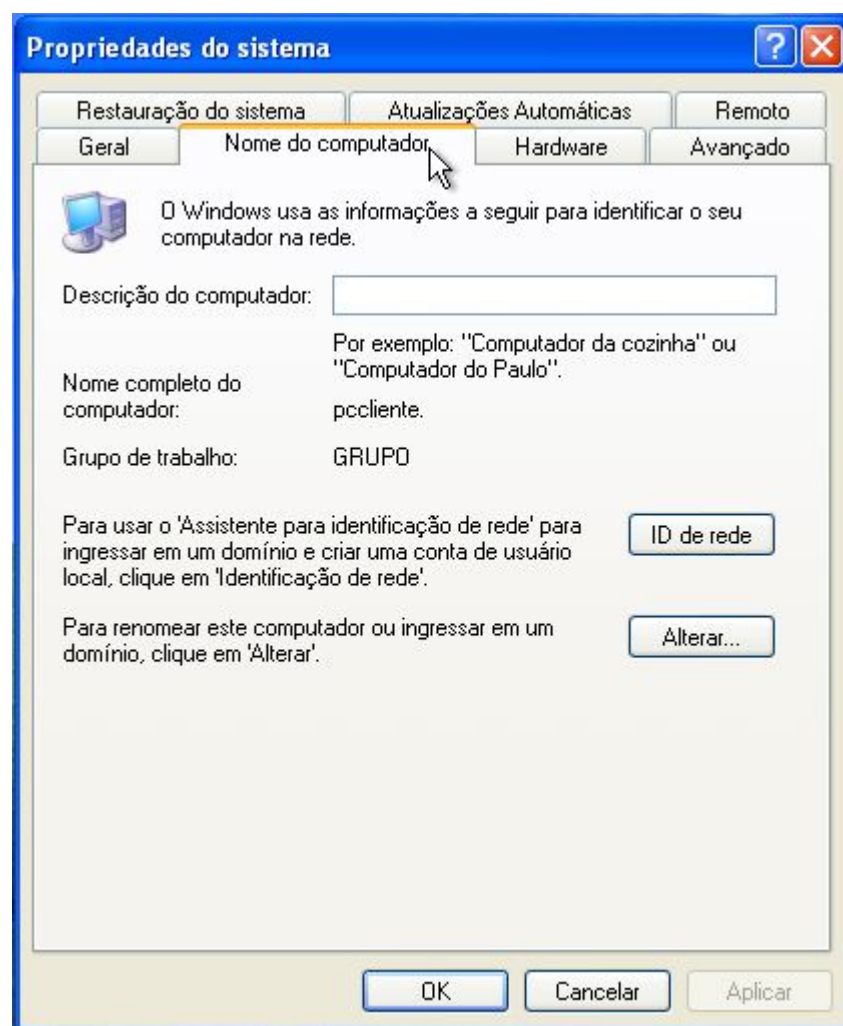 Propriedades do sistema
Restauração do sistema
Atualizações Automáticas
Remoto
Geral
Nome do computador
Hardware
Avançado
O Windows usa as informações a seguir para identificar o seu
computador na rede.
Descrição do computador:
Por exemplo: "Computador da cozinha" ou
"Computador do Paulo".
Nome completo do
computador:
pccliente.
Grupo de trabalho:
GRUPO
Para usar o 'Assistente para identificação de rede' para
ingressar em um domínio e criar uma conta de usuário
local, clique em 'Identificação de rede'.
ID de rede
Para renomear este computador ou ingressar em um
domínio, clique em 'Alterar'.
Alterar...
OK
Cancelar
Aplicar